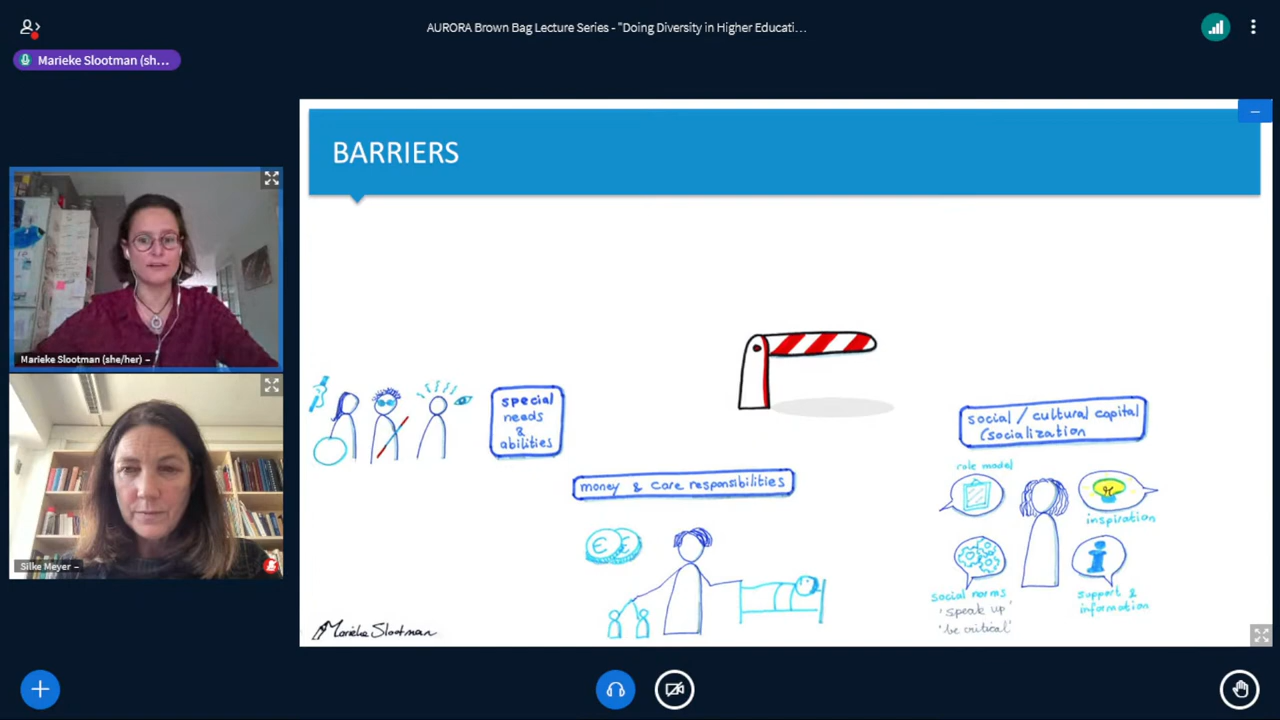 AURORA Brown Bag Lecture Series - "Doing Diversity in Higher Educati…
Marieke Slootman (sh…
BARRIERS
Marieke Slootman (she/her)
Silke Meyer
special
needs
&
abilities
money & care responsibilities
€ €
social / cultural capital
(socialization
role model
inspiration
social norms
'speak up'
'be critical'
i
support &
information
Marieke Slootman